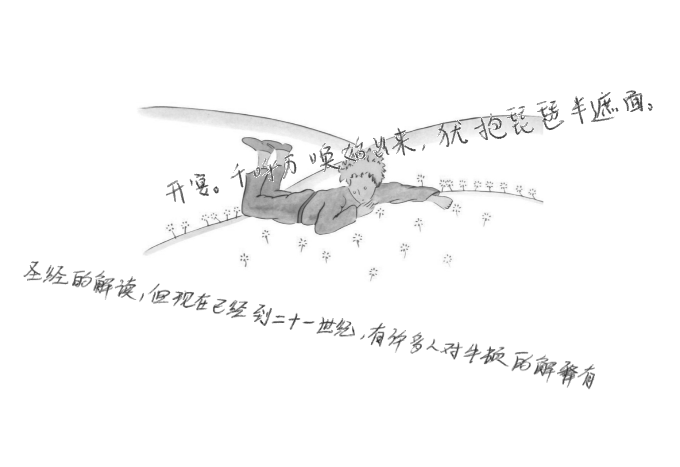 开宴。千呼万唤始出来,犹抱琵琶半遮面。
圣经的解读,但现在已经到二十一世纪,有许多人对牛顿的解释有